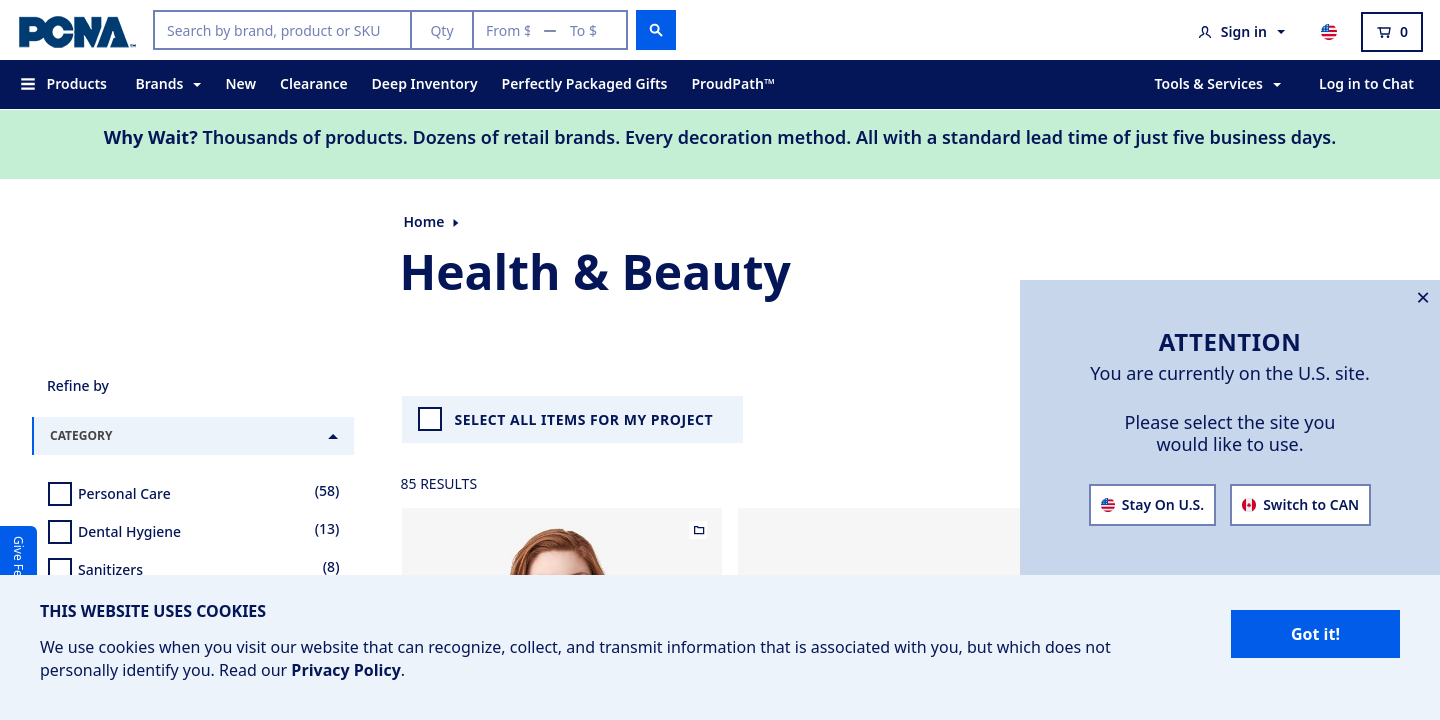 PCNA™
Search by brand, product or SKU
Qty
From $ — To $
Sign in
0
Products
Brands
New
Clearance
Deep Inventory
Perfectly Packaged Gifts
ProudPath™
Tools & Services
Log in to Chat
Why Wait? Thousands of products. Dozens of retail brands. Every decoration method. All with a standard lead time of just five business days.
Home
Health & Beauty
ATTENTION
You are currently on the U.S. site.
Please select the site you
would like to use.
Stay On U.S.
Switch to CAN
Refine by
CATEGORY
Personal Care (58)
Dental Hygiene (13)
Sanitizers (8)
SELECT ALL ITEMS FOR MY PROJECT
85 RESULTS
Give Fe
THIS WEBSITE USES COOKIES
We use cookies when you visit our website that can recognize, collect, and transmit information that is associated with you, but which does not
personally identify you. Read our Privacy Policy.
Got it!